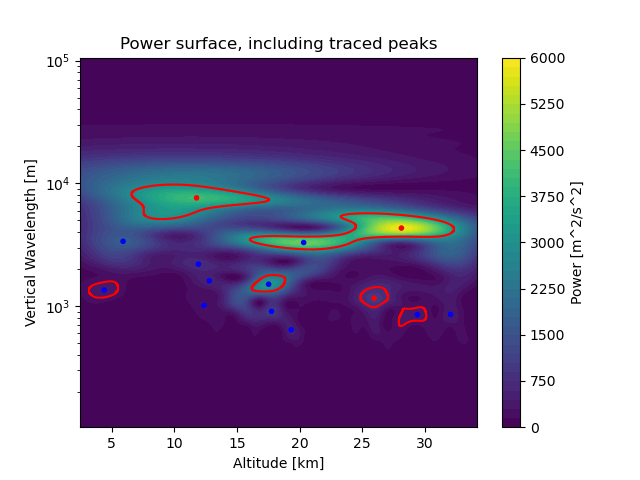 Power surface, including traced peaks
10^5
10^4
10^3
Vertical Wavelength [m]
5 10 15 20 25 30
Altitude [km]
6000
5250
4500
3750
3000
2250
1500
750
0
Power [m^2/s^2]